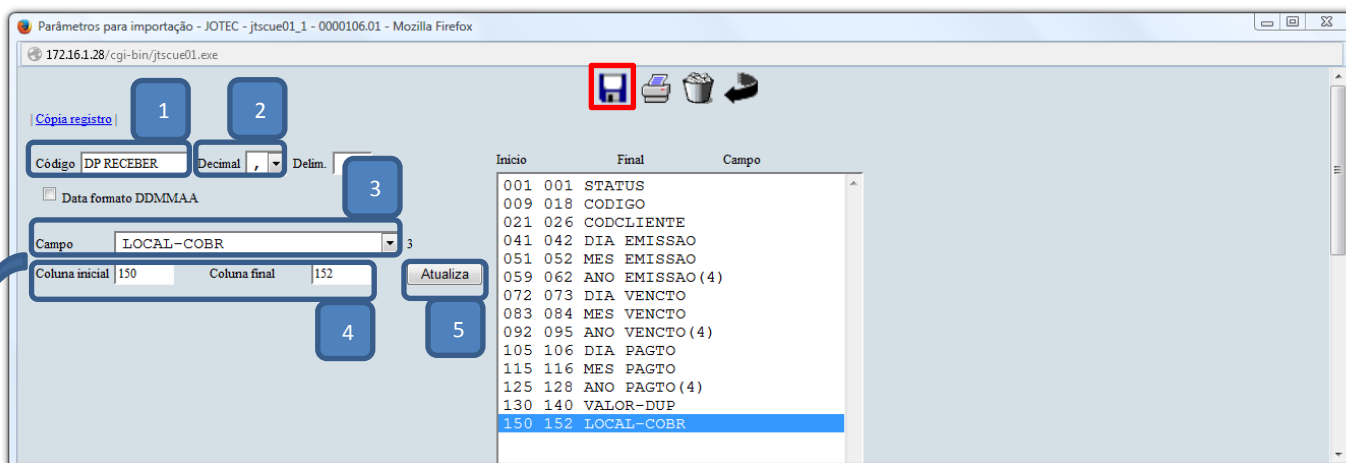 Parâmetros para importação - JOTEC - jtscue01_1 - 0000106.01 - Mozilla Firefox
172.16.1.28/cgi-bin/jtscue01.exe
1
2
| Cópia registro |
Código DP RECEBER Decimal , Delim.
3
Data formato DDMMAA
Campo LOCAL-COBR 3
Coluna inicial 150 Coluna final 152 Atualiza
4
5
Inicio Final Campo
001 001 STATUS
009 018 CODIGO
021 026 CODCLIENTE
041 042 DIA EMISSAO
051 052 MES EMISSAO
059 062 ANO EMISSAO(4)
072 073 DIA VENCTO
083 084 MES VENCTO
092 095 ANO VENCTO(4)
105 106 DIA PAGTO
115 116 MES PAGTO
125 128 ANO PAGTO(4)
130 140 VALOR-DUP
150 152 LOCAL-COBR